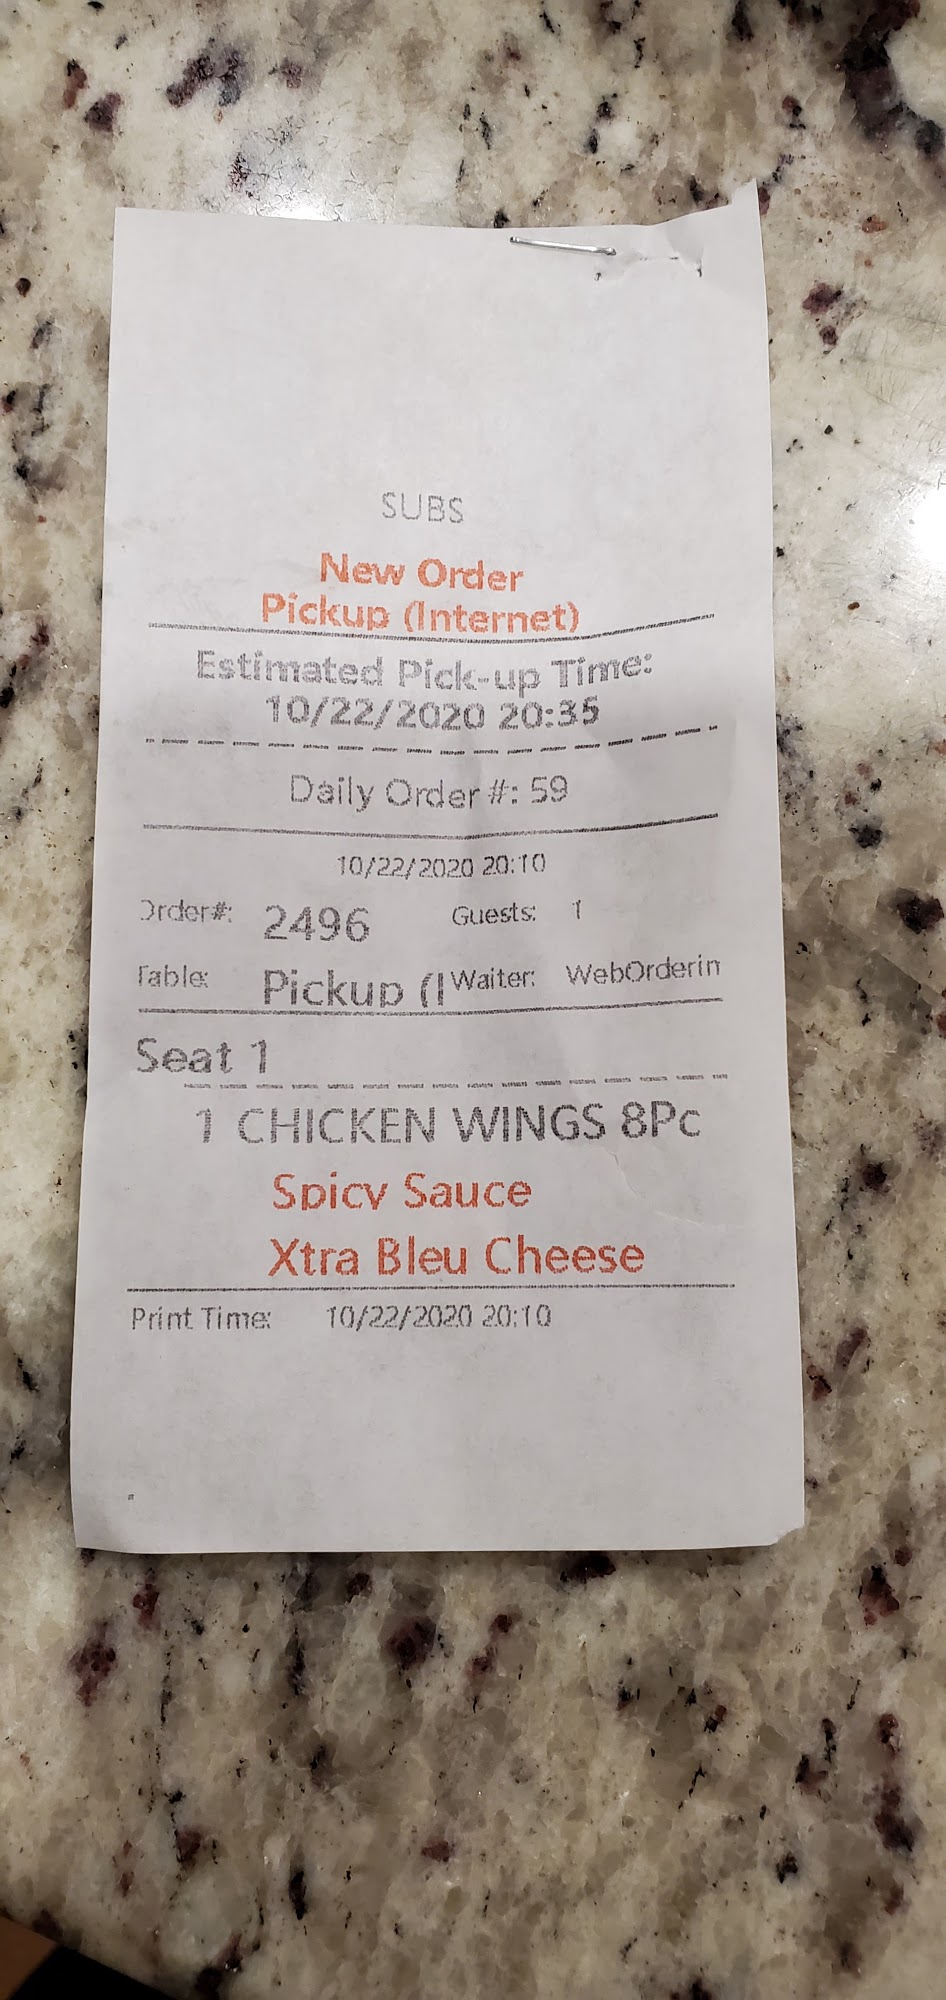 SUBS
New Order
Pickup (Internet)
Estimated Pick-up Time:
10/22/2020 20:35
Daily Order #: 59
10/22/2020 20:10
Order#: 2496 Guests: 1
Table: Pickup (I Waiter: WebOrderin
Seat 1
1 CHICKEN WINGS 8Pc
Spicy Sauce
Xtra Bleu Cheese
Print Time: 10/22/2020 20:10